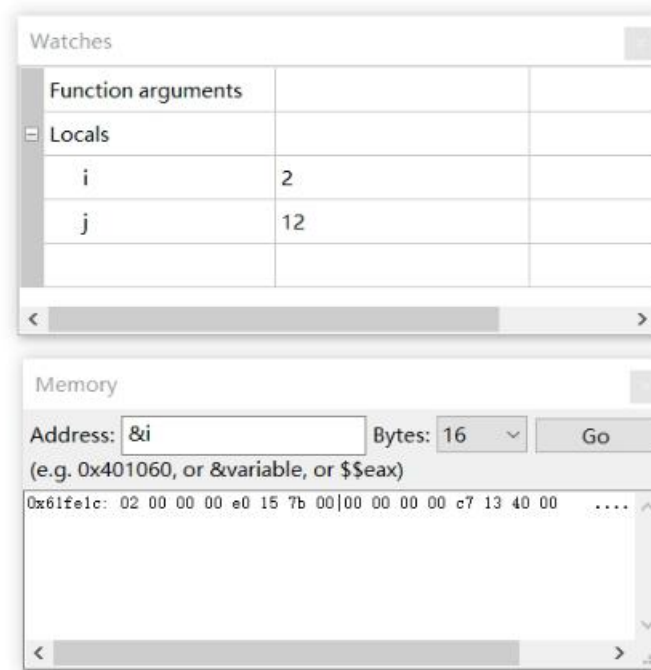 Watches
Function arguments
Locals
i 2
j 12
Memory
Address: &i Bytes: 16 Go
(e.g. 0x401060, or &variable, or $$eax)
0x61fe1c: 02 00 00 00 e0 15 7b 00|00 00 00 00 c7 13 40 00 ....